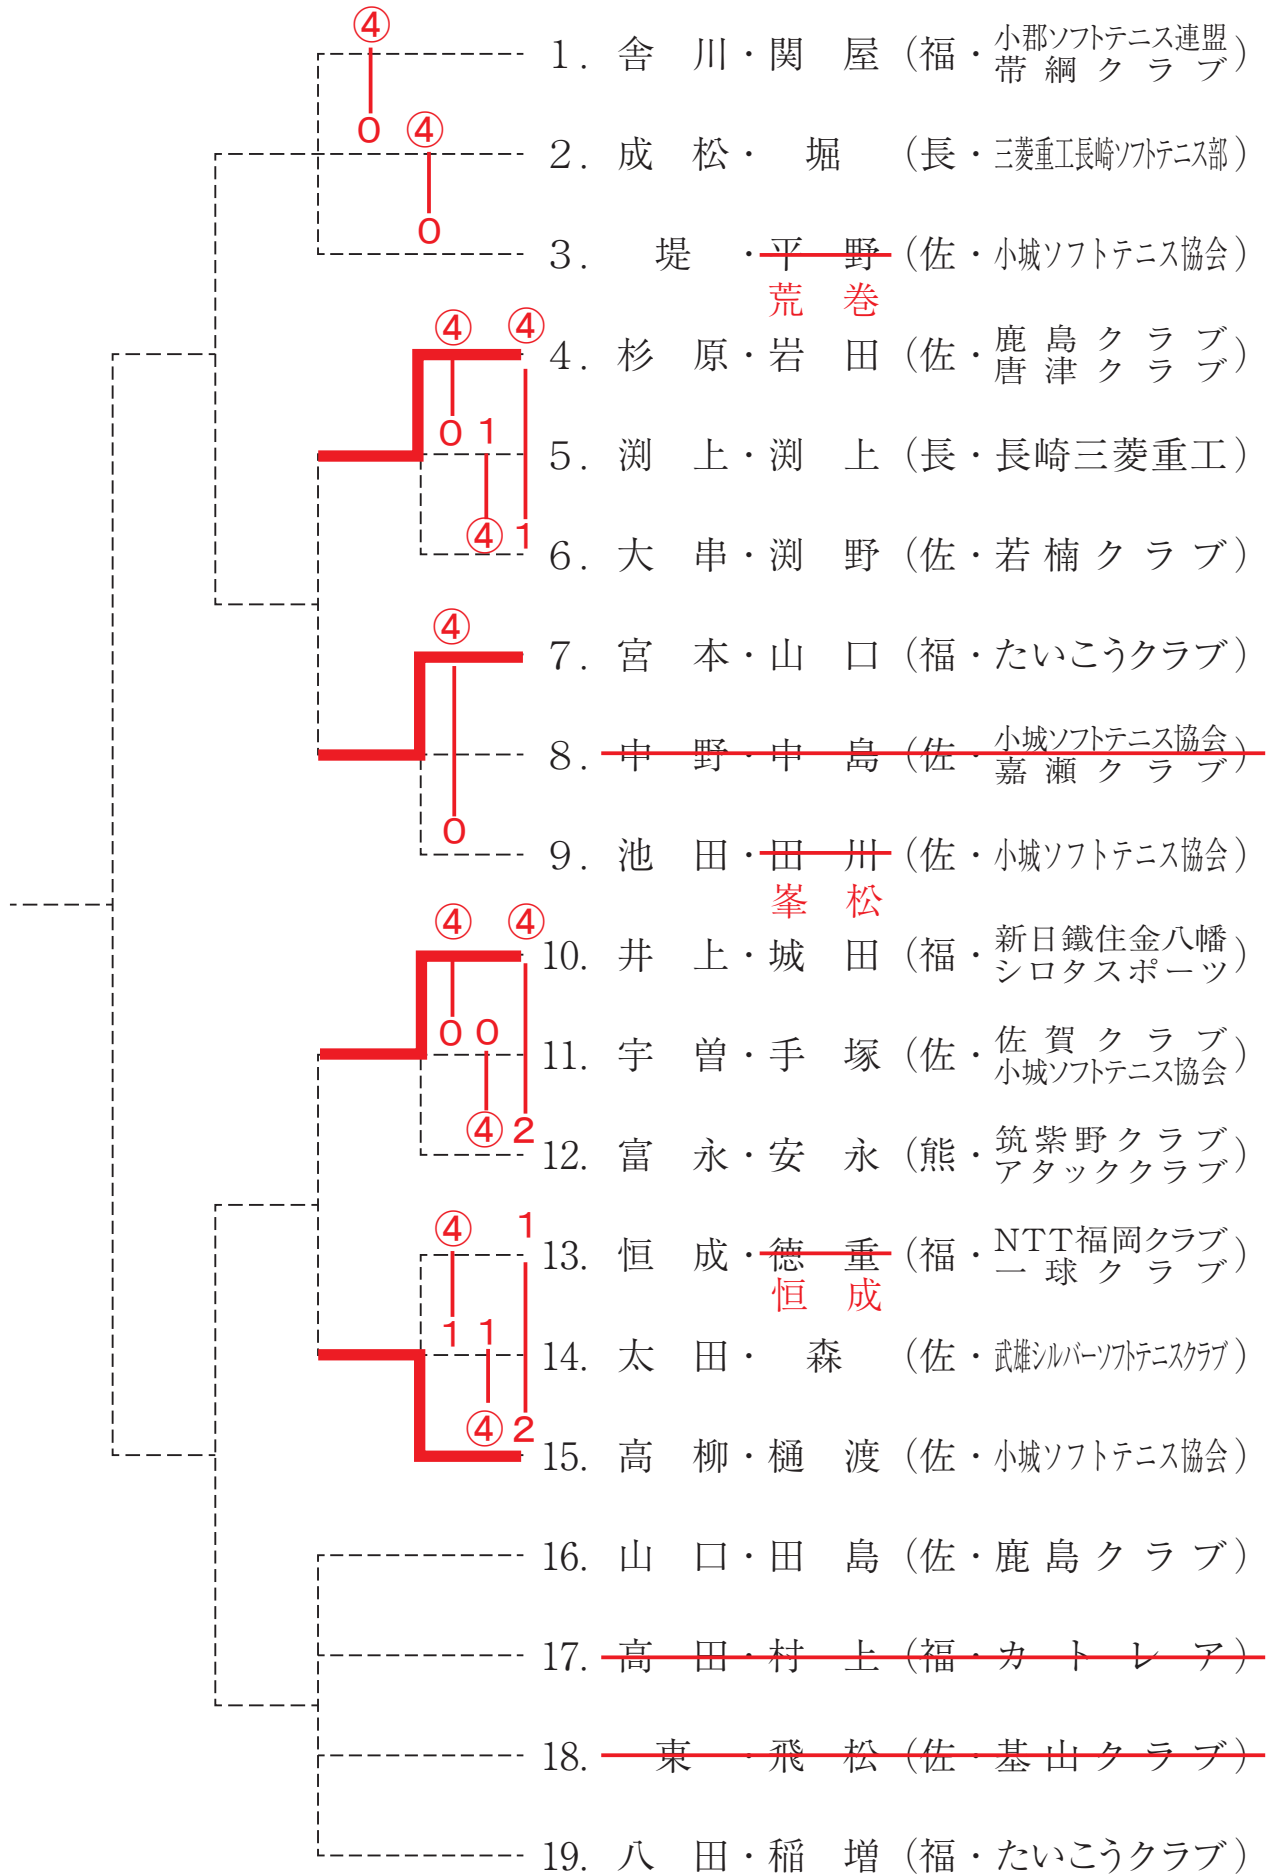 ④
1. 舎川・関屋 (福・小郡ソフトテニス連盟 帯綱クラブ)
0 ④
2. 成松・堀 (長・三菱重工長崎ソフトテニス部)
0
3. 堤・平野 (佐・小城ソフトテニス協会)
荒巻
④ ④
4. 杉原・岩田 (佐・鹿島クラブ 唐津クラブ)
0 1
5. 渕上・渕上 (長・長崎三菱重工)
④ 1
6. 大串・渕野 (佐・若楠クラブ)
④
7. 宮本・山口 (福・たいこうクラブ)
8. 中野・中島 (佐・小城ソフトテニス協会 嘉瀬クラブ)
0
9. 池田・田川 (佐・小城ソフトテニス協会)
峯松
④ ④
10. 井上・城田 (福・新日鐵住金八幡 シロタスポーツ)
0 0
11. 宇曽・手塚 (佐・佐賀クラブ 小城ソフトテニス協会)
④ 2
12. 富永・安永 (熊・筑紫野クラブ アタッククラブ)
④ 1
13. 恒成・徳重 (福・NTT福岡クラブ 一球クラブ)
恒成
1 1
14. 太田・森 (佐・武雄シルバーソフトテニスクラブ)
④ 2
15. 高柳・樋渡 (佐・小城ソフトテニス協会)
16. 山口・田島 (佐・鹿島クラブ)
17. 高田・村上 (福・カトレア)
18. 東・飛松 (佐・基山クラブ)
19. 八田・稲増 (福・たいこうクラブ)